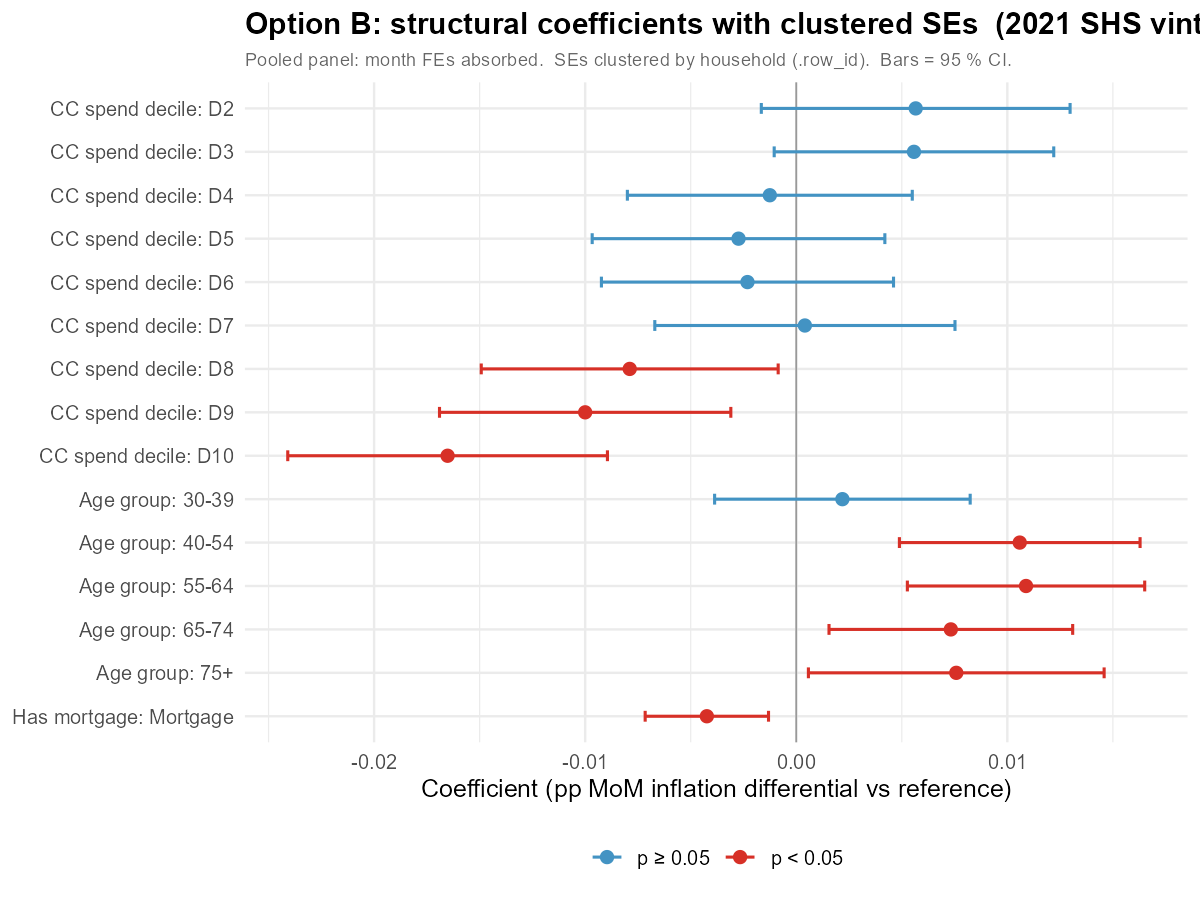 Option B: structural coefficients with clustered SEs (2021 SHS vint
Pooled panel: month FEs absorbed. SEs clustered by household (.row_id). Bars = 95 % CI.
CC spend decile: D2
CC spend decile: D3
CC spend decile: D4
CC spend decile: D5
CC spend decile: D6
CC spend decile: D7
CC spend decile: D8
CC spend decile: D9
CC spend decile: D10
Age group: 30-39
Age group: 40-54
Age group: 55-64
Age group: 65-74
Age group: 75+
Has mortgage: Mortgage
-0.02 -0.01 0.00 0.01
Coefficient (pp MoM inflation differential vs reference)
p ≥ 0.05 p < 0.05